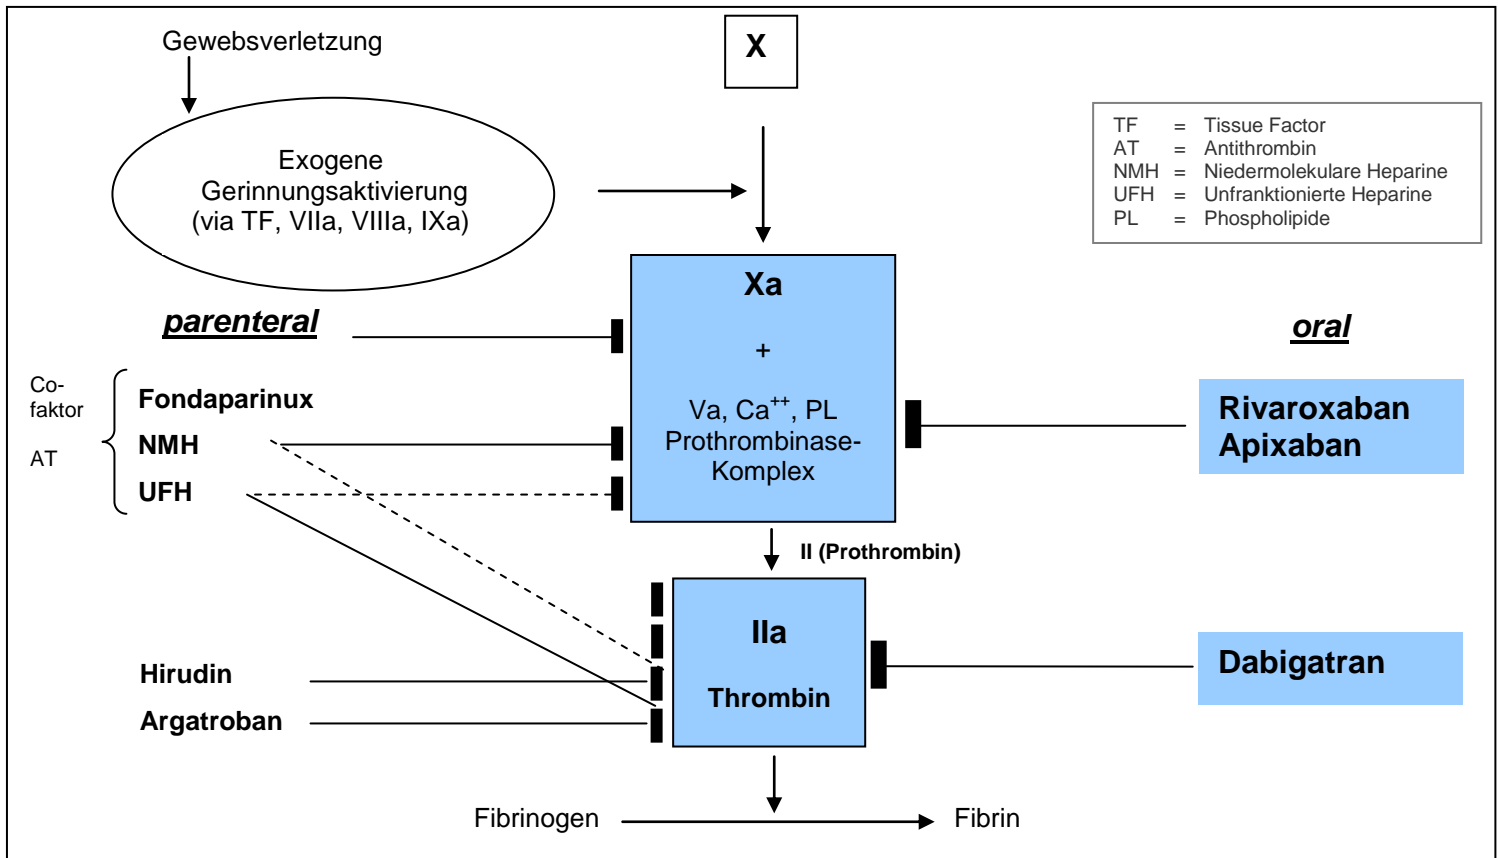 Gewebsverletzung
X
Exogene
Gerinnungsaktivierung
(via TF, VIIa, VIIIa, IXa)
TF = Tissue Factor
AT = Antithrombin
NMH = Niedermolekulare Heparine
UFH = Unfranktionierte Heparine
PL = Phospholipide
Xa
+
Va, Ca++, PL
Prothrombinase-
Komplex
parenteral
oral
Co-
faktor
AT
Fondaparinux
NMH
UFH
Rivaroxaban
Apixaban
II (Prothrombin)
IIa
Thrombin
Hirudin
Argatroban
Dabigatran
Fibrinogen
Fibrin